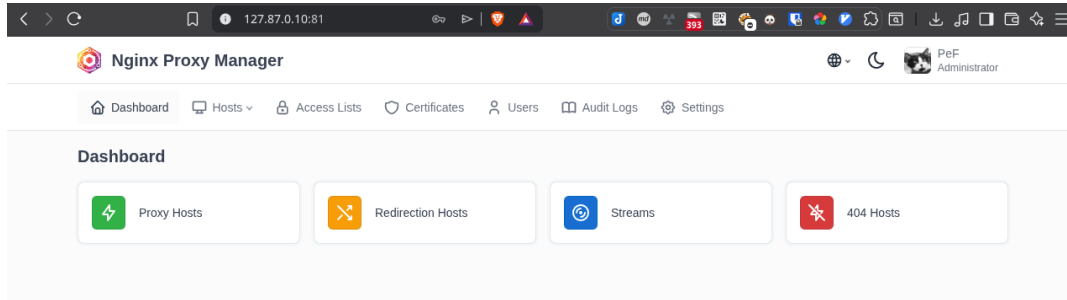 127.87.0.10:81
393
Nginx Proxy Manager
PeF
Administrator
Dashboard Hosts Access Lists Certificates Users Audit Logs Settings
Dashboard
Proxy Hosts Redirection Hosts Streams 404 Hosts